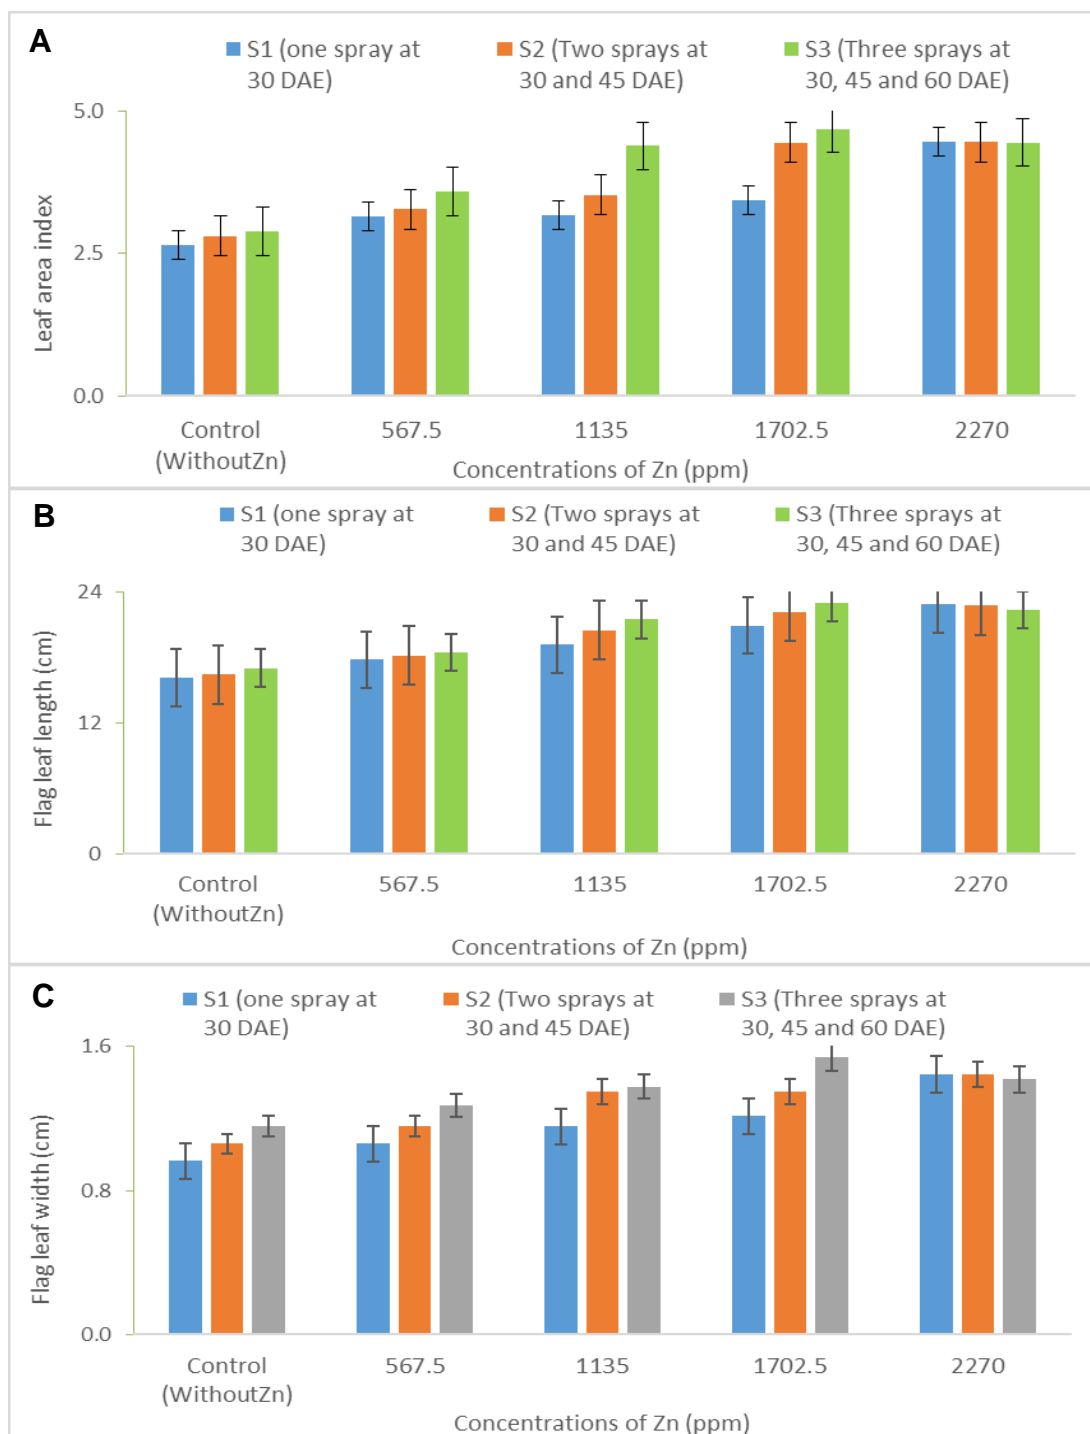 A
S1 (one spray at
30 DAE)
S2 (Two sprays at
30 and 45 DAE)
S3 (Three sprays at
30, 45 and 60 DAE)
5.0
2.5
0.0
Leaf area index
Control
(WithoutZn)
567.5
1135
1702.5
2270
Concentrations of Zn (ppm)
B
S1 (one spray at
30 DAE)
S2 (Two sprays at
30 and 45 DAE)
S3 (Three sprays at
30, 45 and 60 DAE)
24
12
0
Flag leaf length (cm)
Control
(WithoutZn)
567.5
1135
1702.5
2270
Concentrations of Zn (ppm)
C
S1 (one spray at
30 DAE)
S2 (Two sprays at
30 and 45 DAE)
S3 (Three sprays at
30, 45 and 60 DAE)
1.6
0.8
0.0
Flag leaf width (cm)
Control
(WithoutZn)
567.5
1135
1702.5
2270
Concentrations of Zn (ppm)